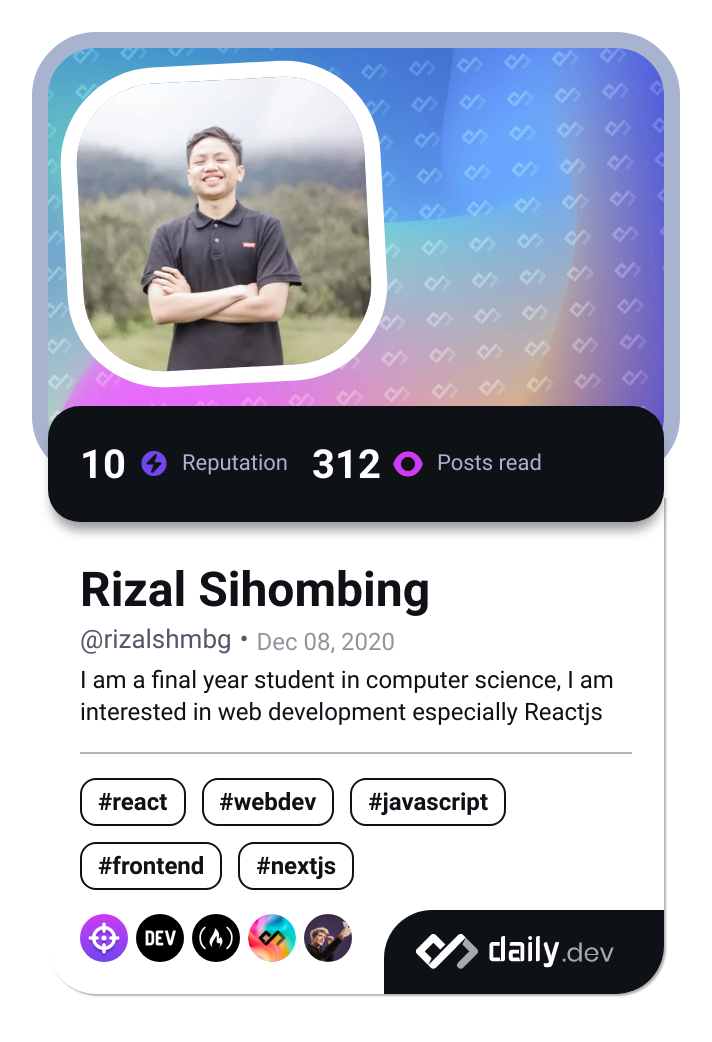 10 Reputation 312 Posts read
Rizal Sihombing
@rizalshmbg • Dec 08, 2020
I am a final year student in computer science, I am
interested in web development especially Reactjs
#react #webdev #javascript
#frontend #nextjs
DEV
daily.dev